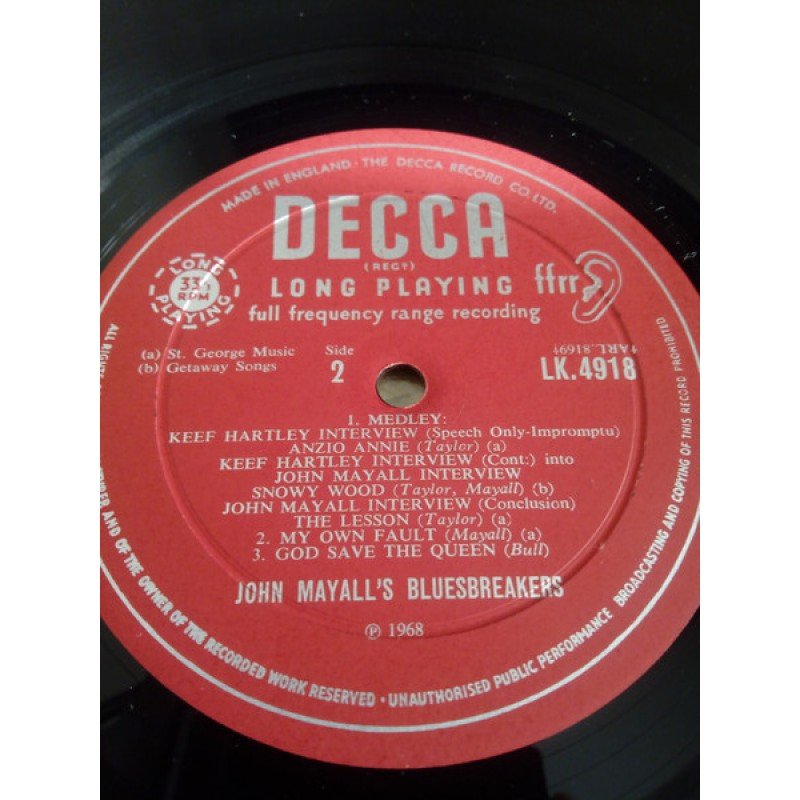 MADE IN ENGLAND · THE DECCA RECORD CO. LTD.
DECCA
(REGD)
LONG PLAYING ffrr
full frequency range recording
LONG
33⅓
RPM
PLAYING
(a) St. George Music
(b) Getaway Songs
Side
2
ARL.8169
LK.4918
1. MEDLEY:
KEEF HARTLEY INTERVIEW (Speech Only-Impromptu)
ANZIO ANNIE (Taylor) (a)
KEEF HARTLEY INTERVIEW (Cont:) into
JOHN MAYALL INTERVIEW
SNOWY WOOD (Taylor, Mayall) (b)
JOHN MAYALL INTERVIEW (Conclusion)
THE LESSON (Taylor) (a)
2. MY OWN FAULT (Mayall) (a)
3. GOD SAVE THE QUEEN (Bull)
JOHN MAYALL'S BLUESBREAKERS
℗ 1968
ALL RIGHTS
AND OF THE OWNER OF THE RECORDED WORK RESERVED · UNAUTHORISED PUBLIC PERFORMANCE BROADCASTING AND COPYING OF THIS RECORD PROHIBITED